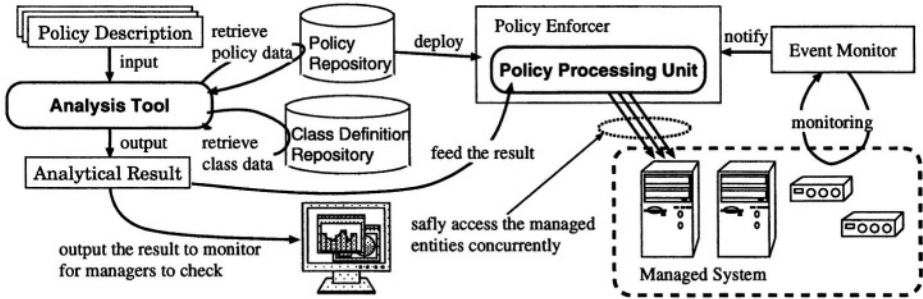 Policy Description
input
Analysis Tool
output
Analytical Result
retrieve
policy data
Policy
Repository
retrieve
class data
Class Definition
Repository
deploy
Policy Enforcer
Policy Processing Unit
notify
Event Monitor
monitoring
feed the result
output the result to monitor
for managers to check
safly access the managed
entities concurrently
Managed System